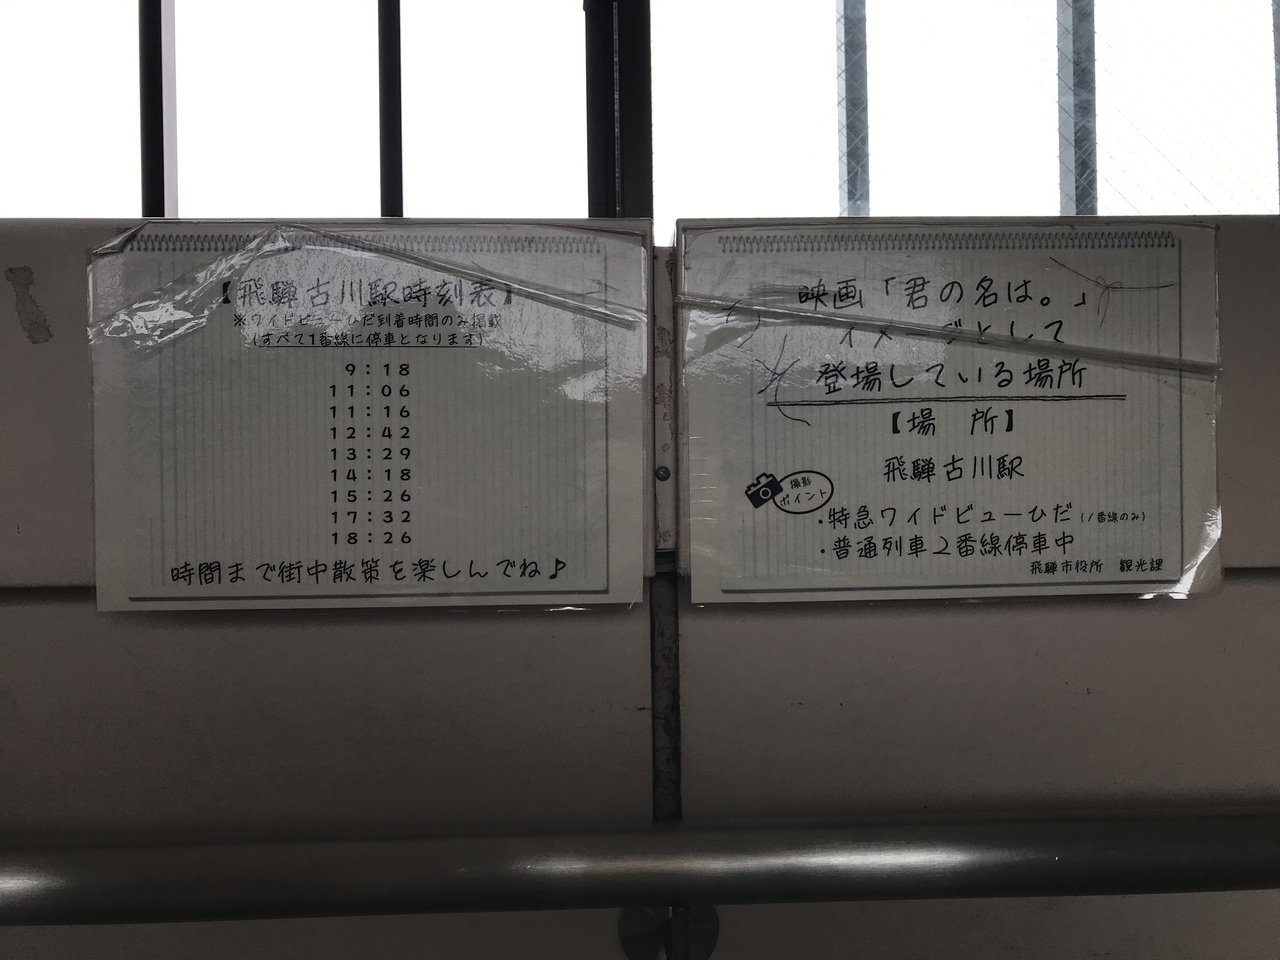 【飛騨古川駅時刻表】
※ワイドビューひだ到着時間のみ掲載
(すべて1番線に停車となります)
9：18
11：06
11：16
12：42
13：29
14：18
15：26
17：32
18：26
時間まで街中散策を楽しんでね♪
映画「君の名は。」
イメージとして
登場している場所
【場　所】
飛騨古川駅
撮影
ポイント
・特急ワイドビューひだ(1番線のみ)
・普通列車2番線停車中
飛騨市役所　観光課